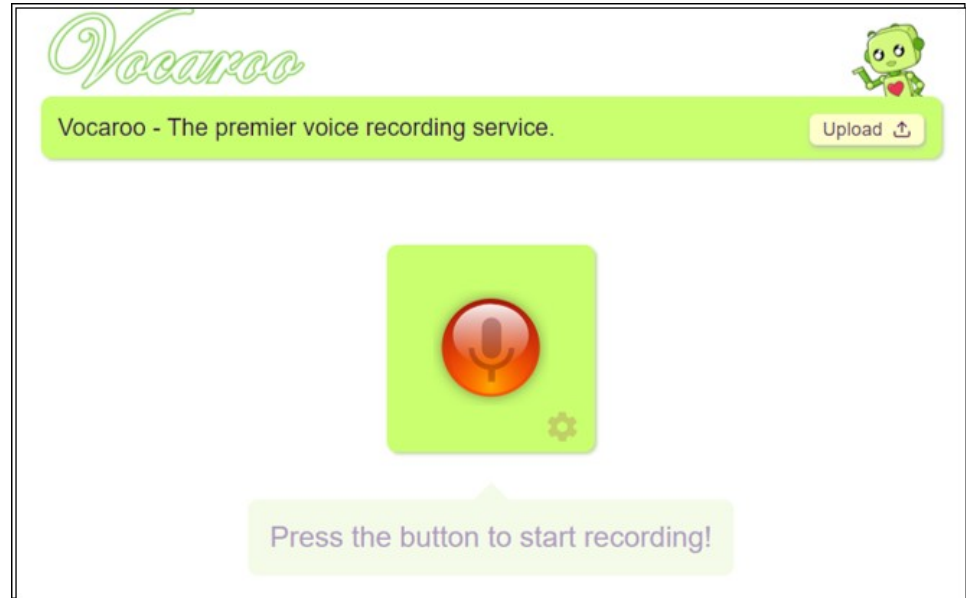 Vocaroo
Vocaroo - The premier voice recording service.
Upload
Press the button to start recording!